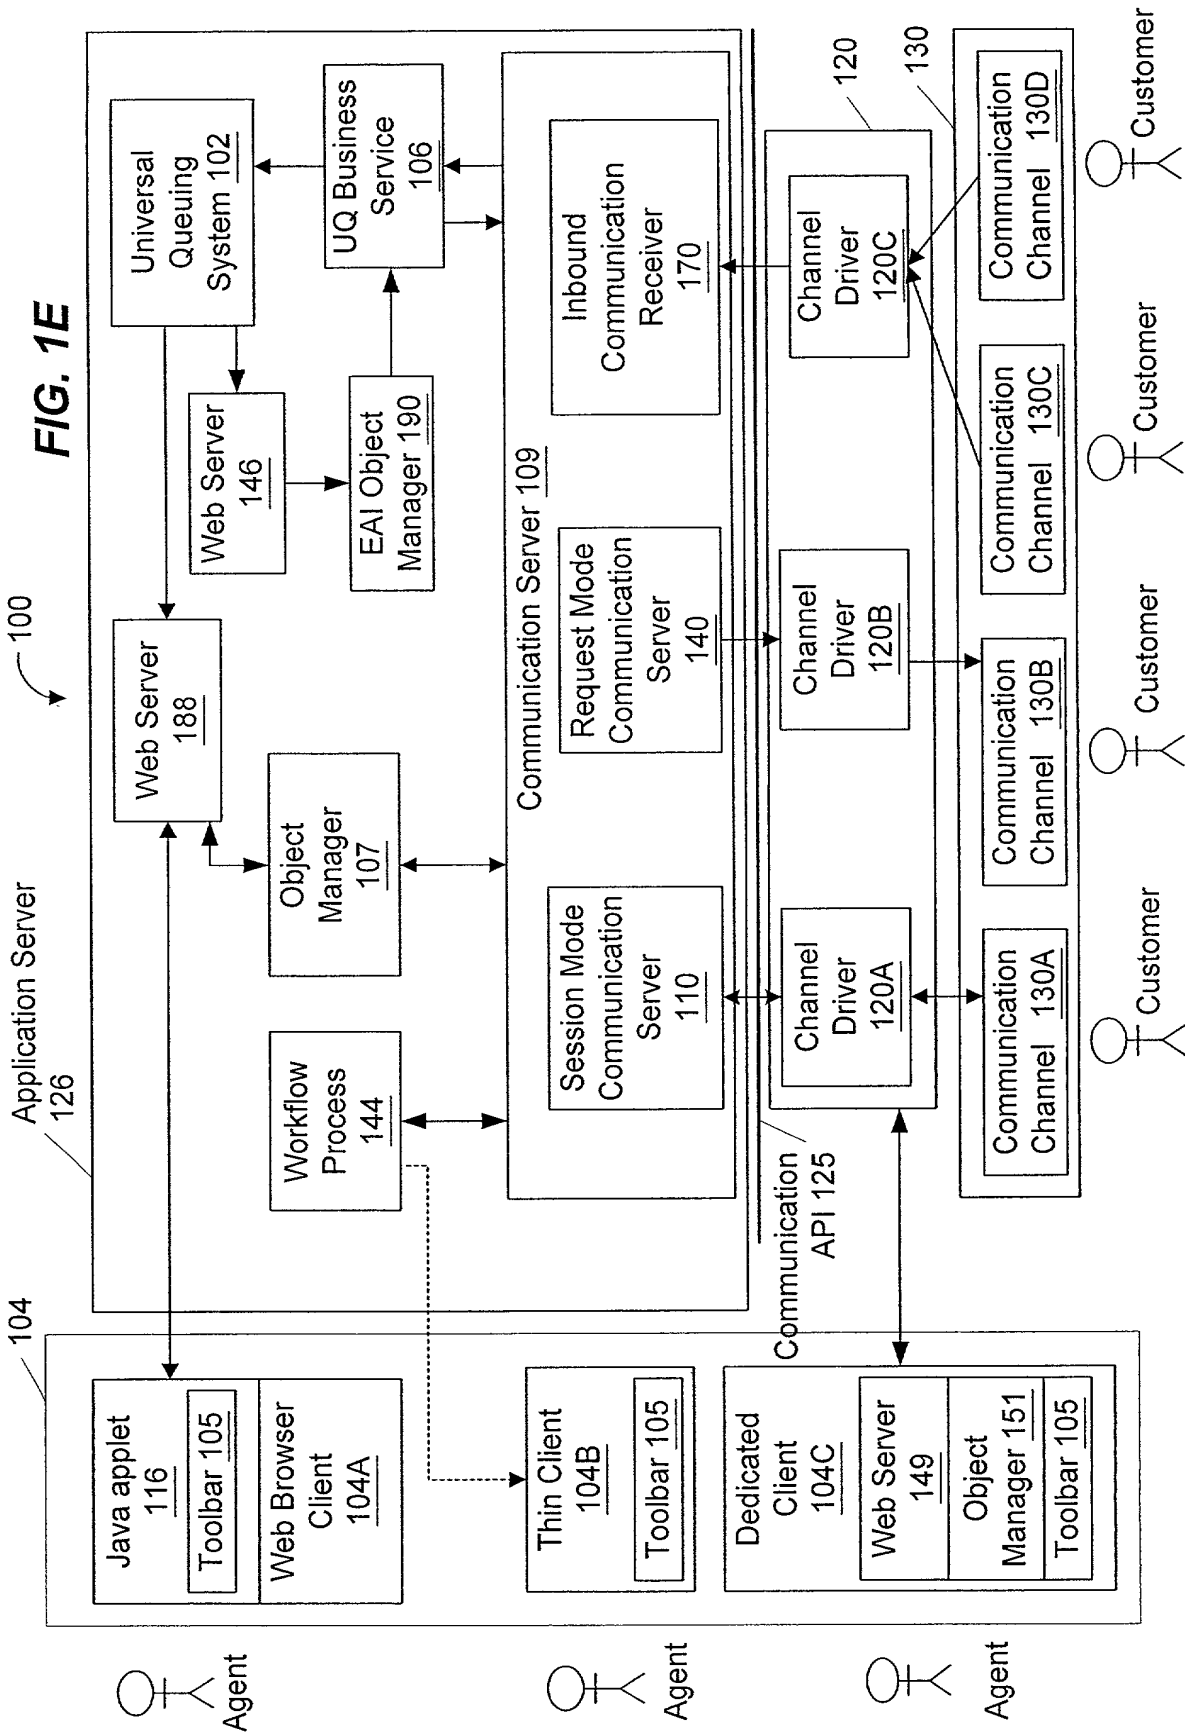 FIG. 1E
100
Application Server
126
104
Java applet
116
Toolbar 105
Web Browser
Client
104A
Agent
Thin Client
104B
Toolbar 105
Agent
Dedicated
Client
104C
Web Server
149
Object
Manager 151
Toolbar 105
Agent
Web Server
188
Universal
Queuing
System 102
Web Server
146
EAI Object
Manager 190
UQ Business
Service
106
Object
Manager
107
Workflow
Process
144
Communication Server 109
Session Mode
Communication
Server
110
Request Mode
Communication
Server
140
Inbound
Communication
Receiver
170
Communication
API 125
120
Channel
Driver
120A
Channel
Driver
120B
Channel
Driver
120C
130
Communication
Channel 130A
Communication
Channel 130B
Communication
Channel 130C
Communication
Channel 130D
Customer
Customer
Customer
Customer